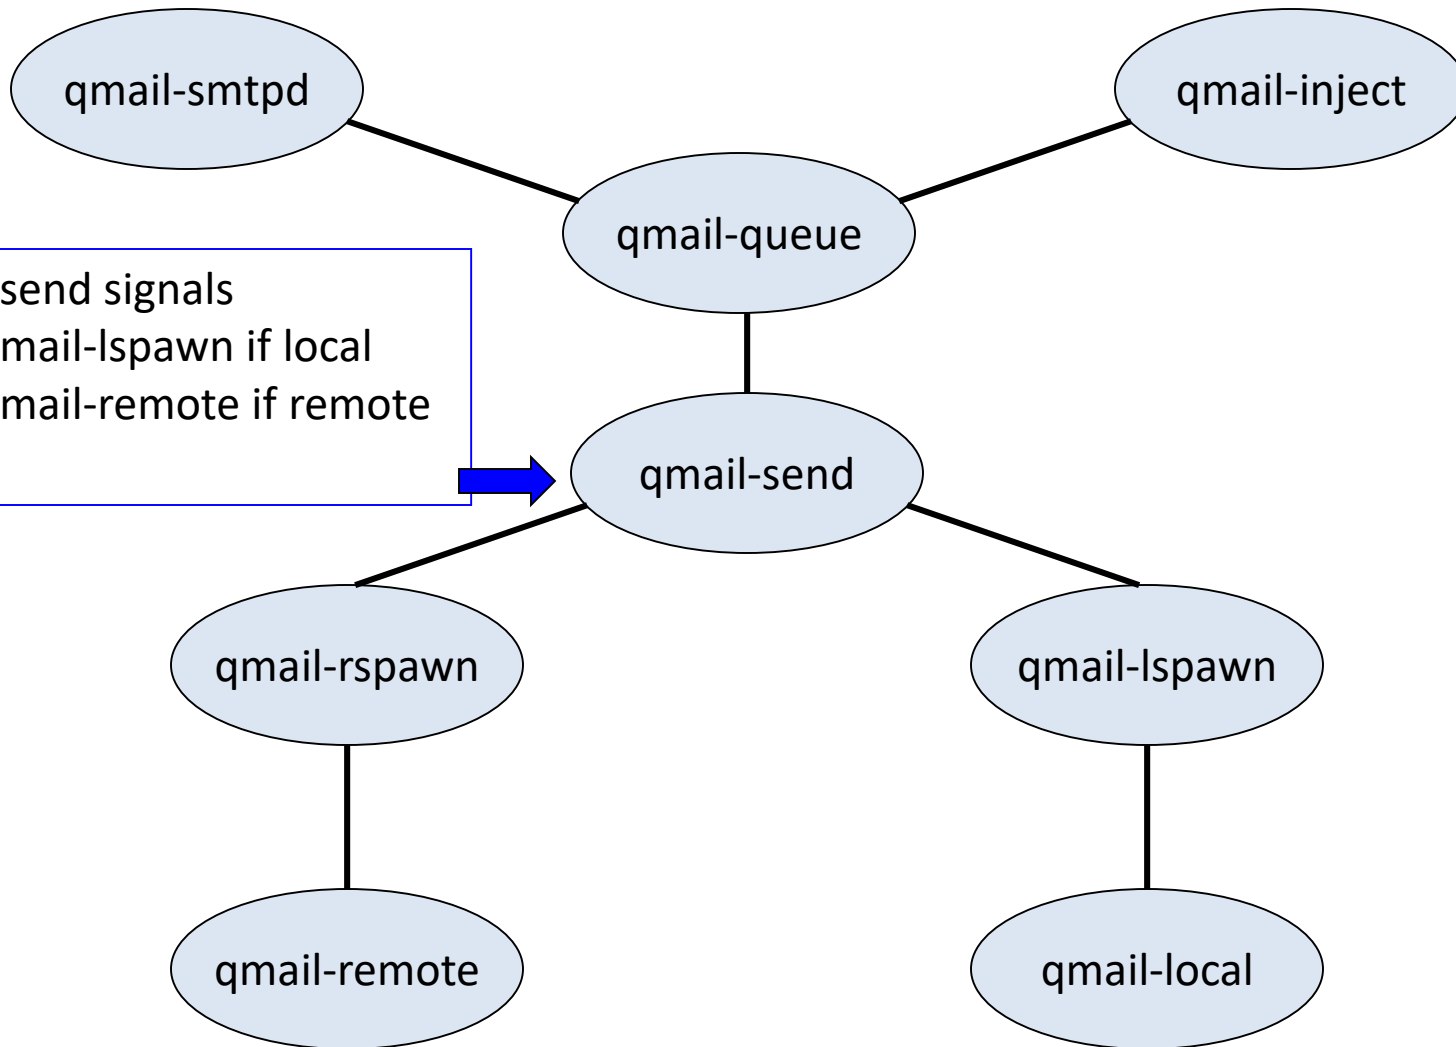 qmail-smtpd
qmail-inject
qmail-queue
send signals
mail-lspawn if local
mail-remote if remote
qmail-send
qmail-rspawn
qmail-lspawn
qmail-remote
qmail-local